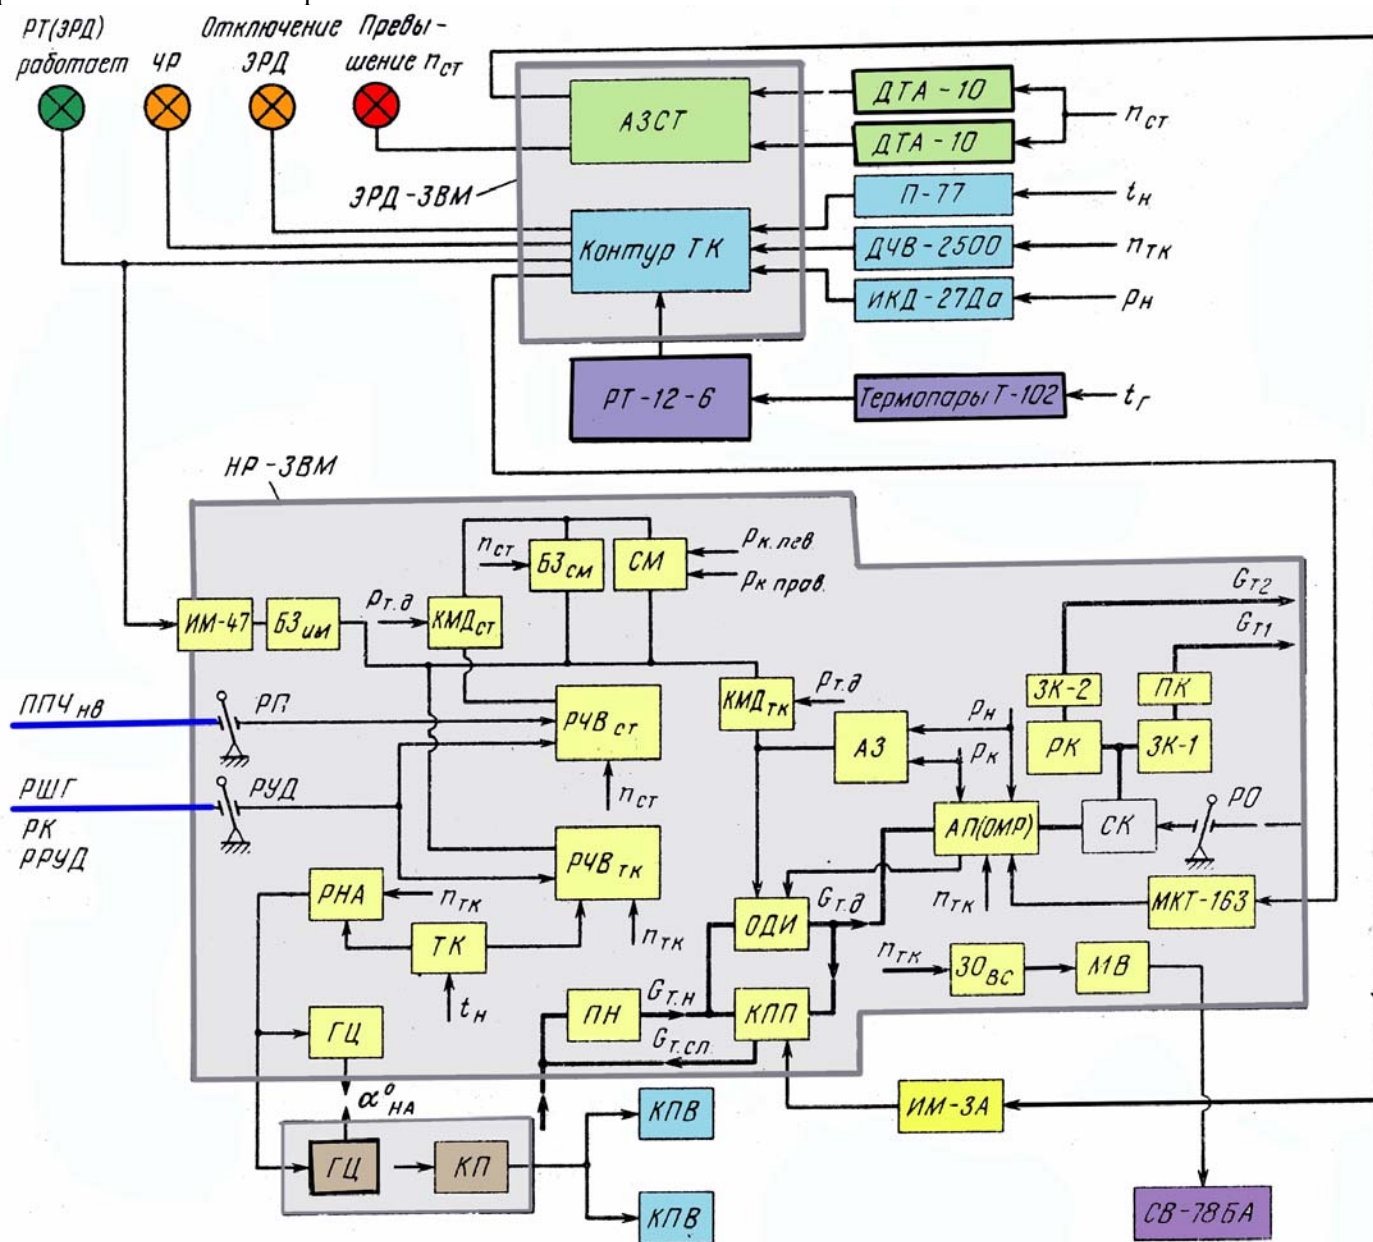 РТ(ЭРД)
работает
ЧР
Отключение
ЭРД
Превы-
шение nст
АЗСТ
ДТА-10
ДТА-10
nст
ЭРД-3ВМ
Контур ТК
П-77
tн
ДЧВ-2500
nтк
ИКД-27Да
pн
РТ-12-6
Термопары Т-102
tг
НР-3ВМ
nст
БЗсм
СМ
Pк.лев.
Pк прав.
Pт.д
КМДст
ИМ-47
БЗим
GТ2
GТ1
ППЧнв
РП
РЧВст
КМДтк
Pт.д
ЗК-2
ПК
АЗ
Pн
Pк
РК
ЗК-1
РШГ
РК
РРУД
РУД
nст
АП(ОМР)
СК
РО
РЧВтк
РНА
nтк
ТК
nтк
tн
ОДИ
Gт.д
nтк
МКТ-163
nтк
ЗОвс
МВ
ПН
Gт.н
КПП
Gт.сл.
ГЦ
α°НА
ГЦ
КП
КПВ
КПВ
ИМ-3А
СВ-78БА